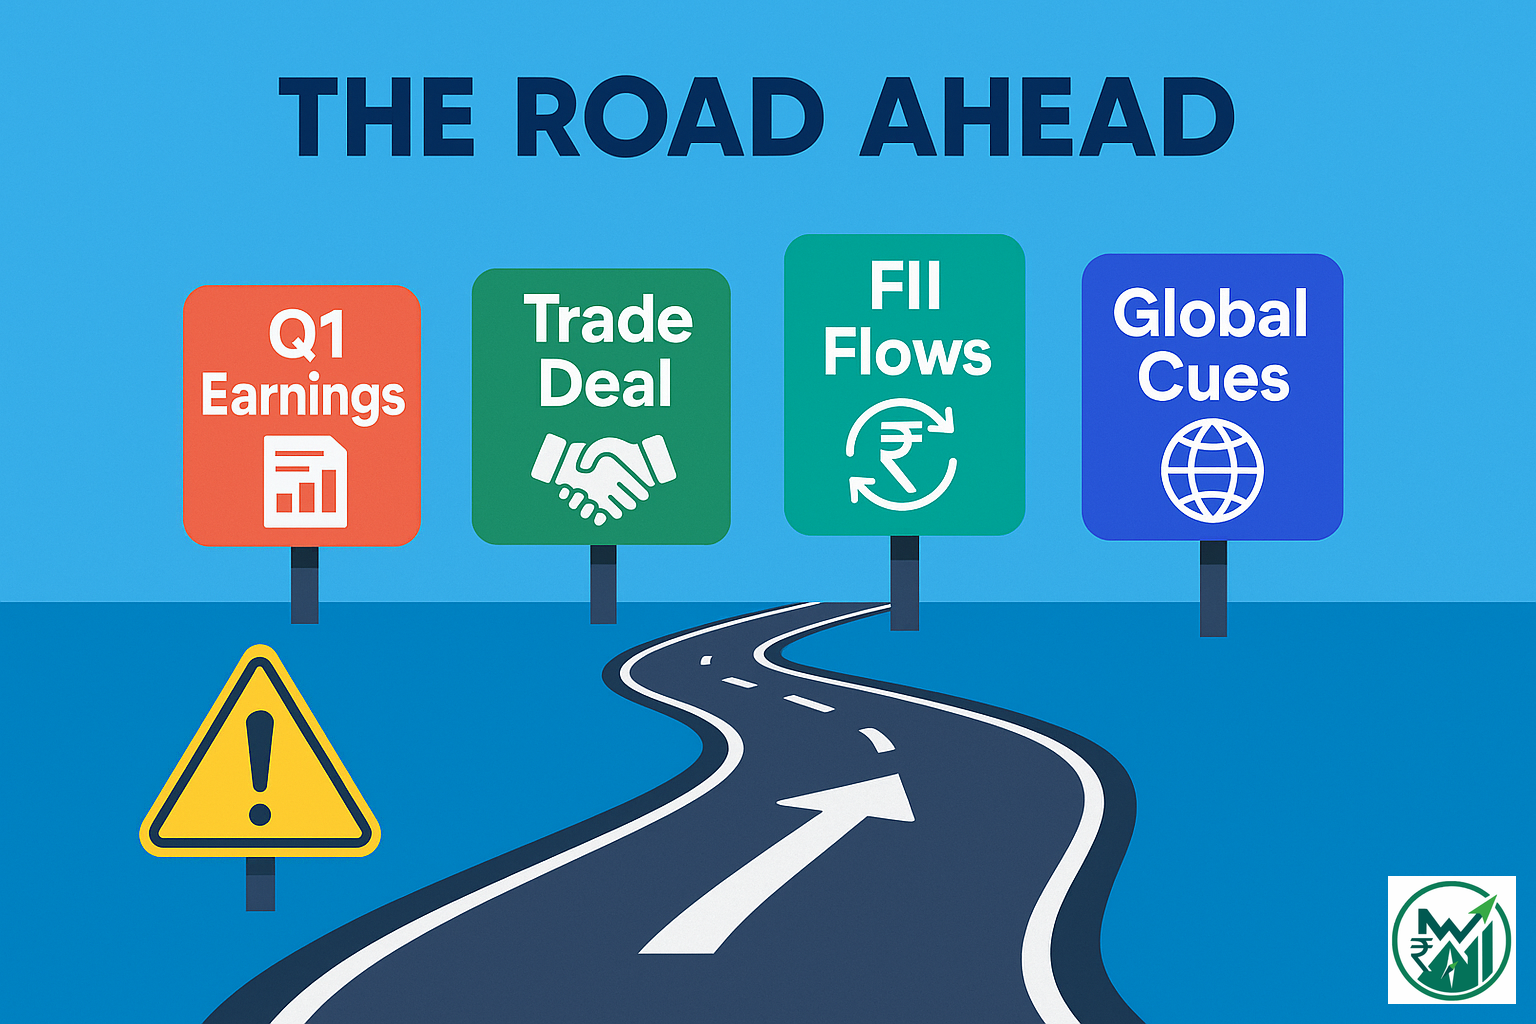 THE ROAD AHEAD
Q1
Earnings
Trade
Deal
FII
Flows
₹
Global
Cues
!
₹